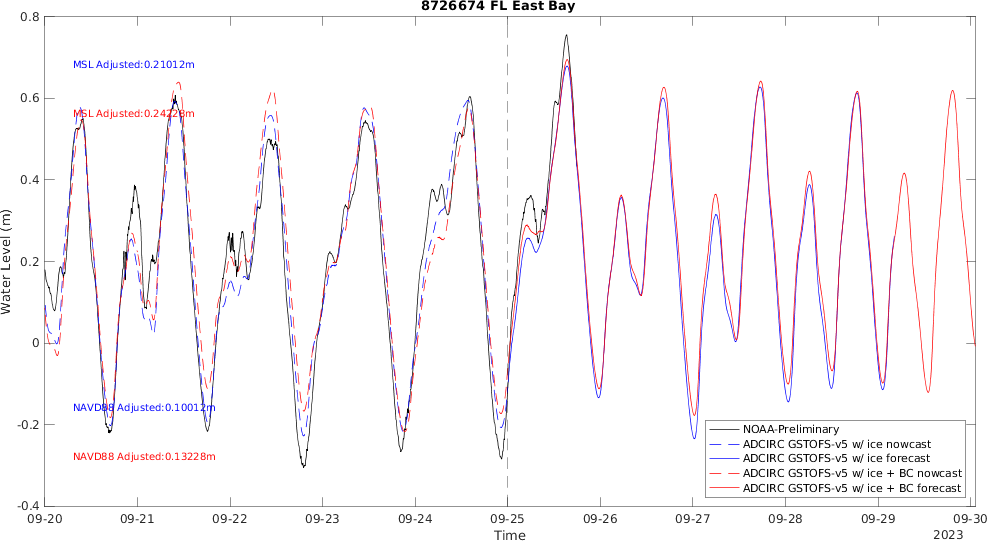 8726674 FL East Bay
0.8
0.6
0.4
0.2
0
-0.2
-0.4
Water Level (m)
MSL Adjusted:0.21012m
MSL Adjusted:0.24228m
NAVD88 Adjusted:0.10012m
NAVD88 Adjusted:0.13228m
NOAA-Preliminary
ADCIRC GSTOFS-v5 w/ ice nowcast
ADCIRC GSTOFS-v5 w/ ice forecast
ADCIRC GSTOFS-v5 w/ ice + BC nowcast
ADCIRC GSTOFS-v5 w/ ice + BC forecast
09-20 09-21 09-22 09-23 09-24 09-25 09-26 09-27 09-28 09-29 09-30
Time
2023